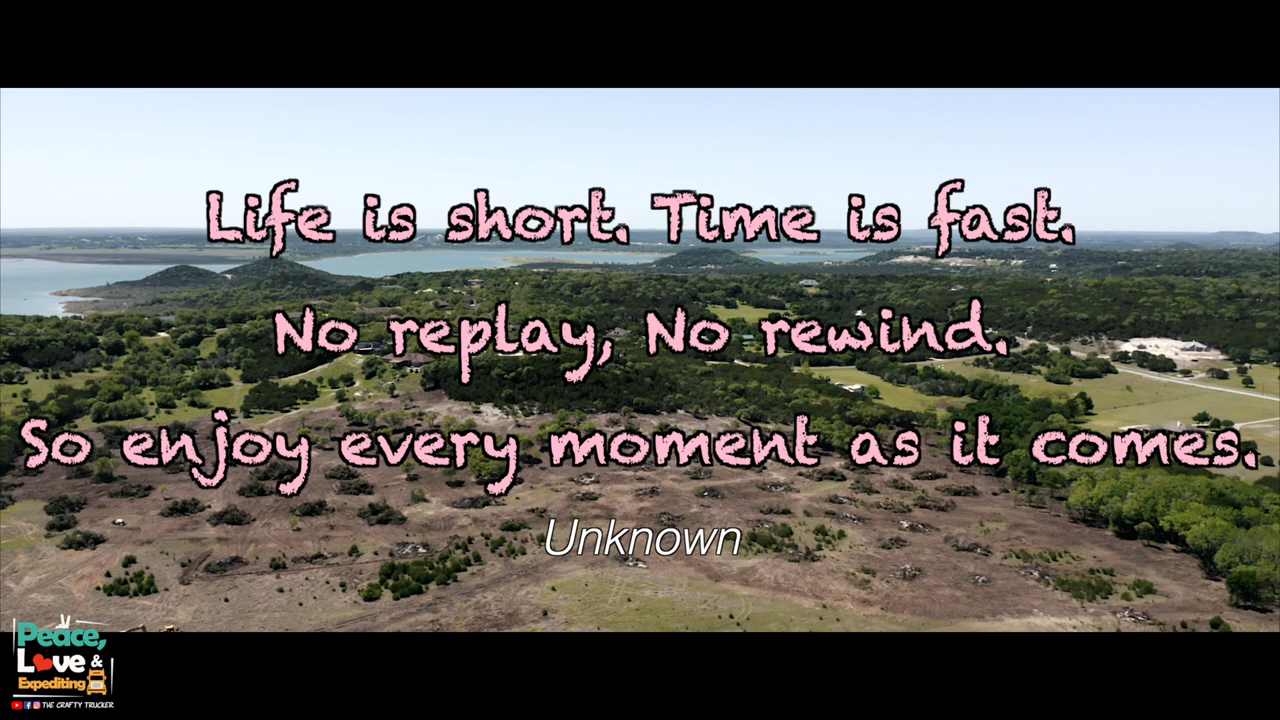 Life is short. Time is fast.
No replay, No rewind.
So enjoy every moment as it comes.
Unknown
Peace,
Love &
Expediting
THE CRAFTY TRUCKER